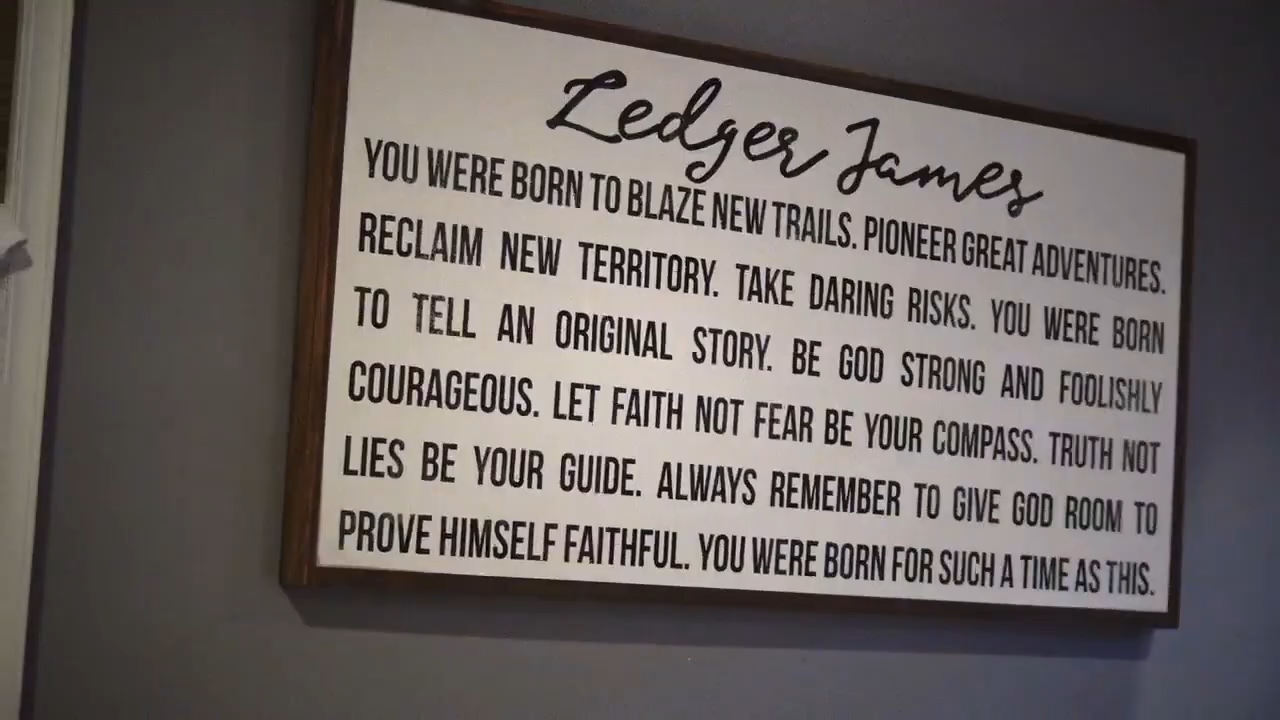 Ledger James
YOU WERE BORN TO BLAZE NEW TRAILS. PIONEER GREAT ADVENTURES.
RECLAIM NEW TERRITORY. TAKE DARING RISKS. YOU WERE BORN
TO TELL AN ORIGINAL STORY. BE GOD STRONG AND FOOLISHLY
COURAGEOUS. LET FAITH NOT FEAR BE YOUR COMPASS. TRUTH NOT
LIES BE YOUR GUIDE. ALWAYS REMEMBER TO GIVE GOD ROOM TO
PROVE HIMSELF FAITHFUL. YOU WERE BORN FOR SUCH A TIME AS THIS.